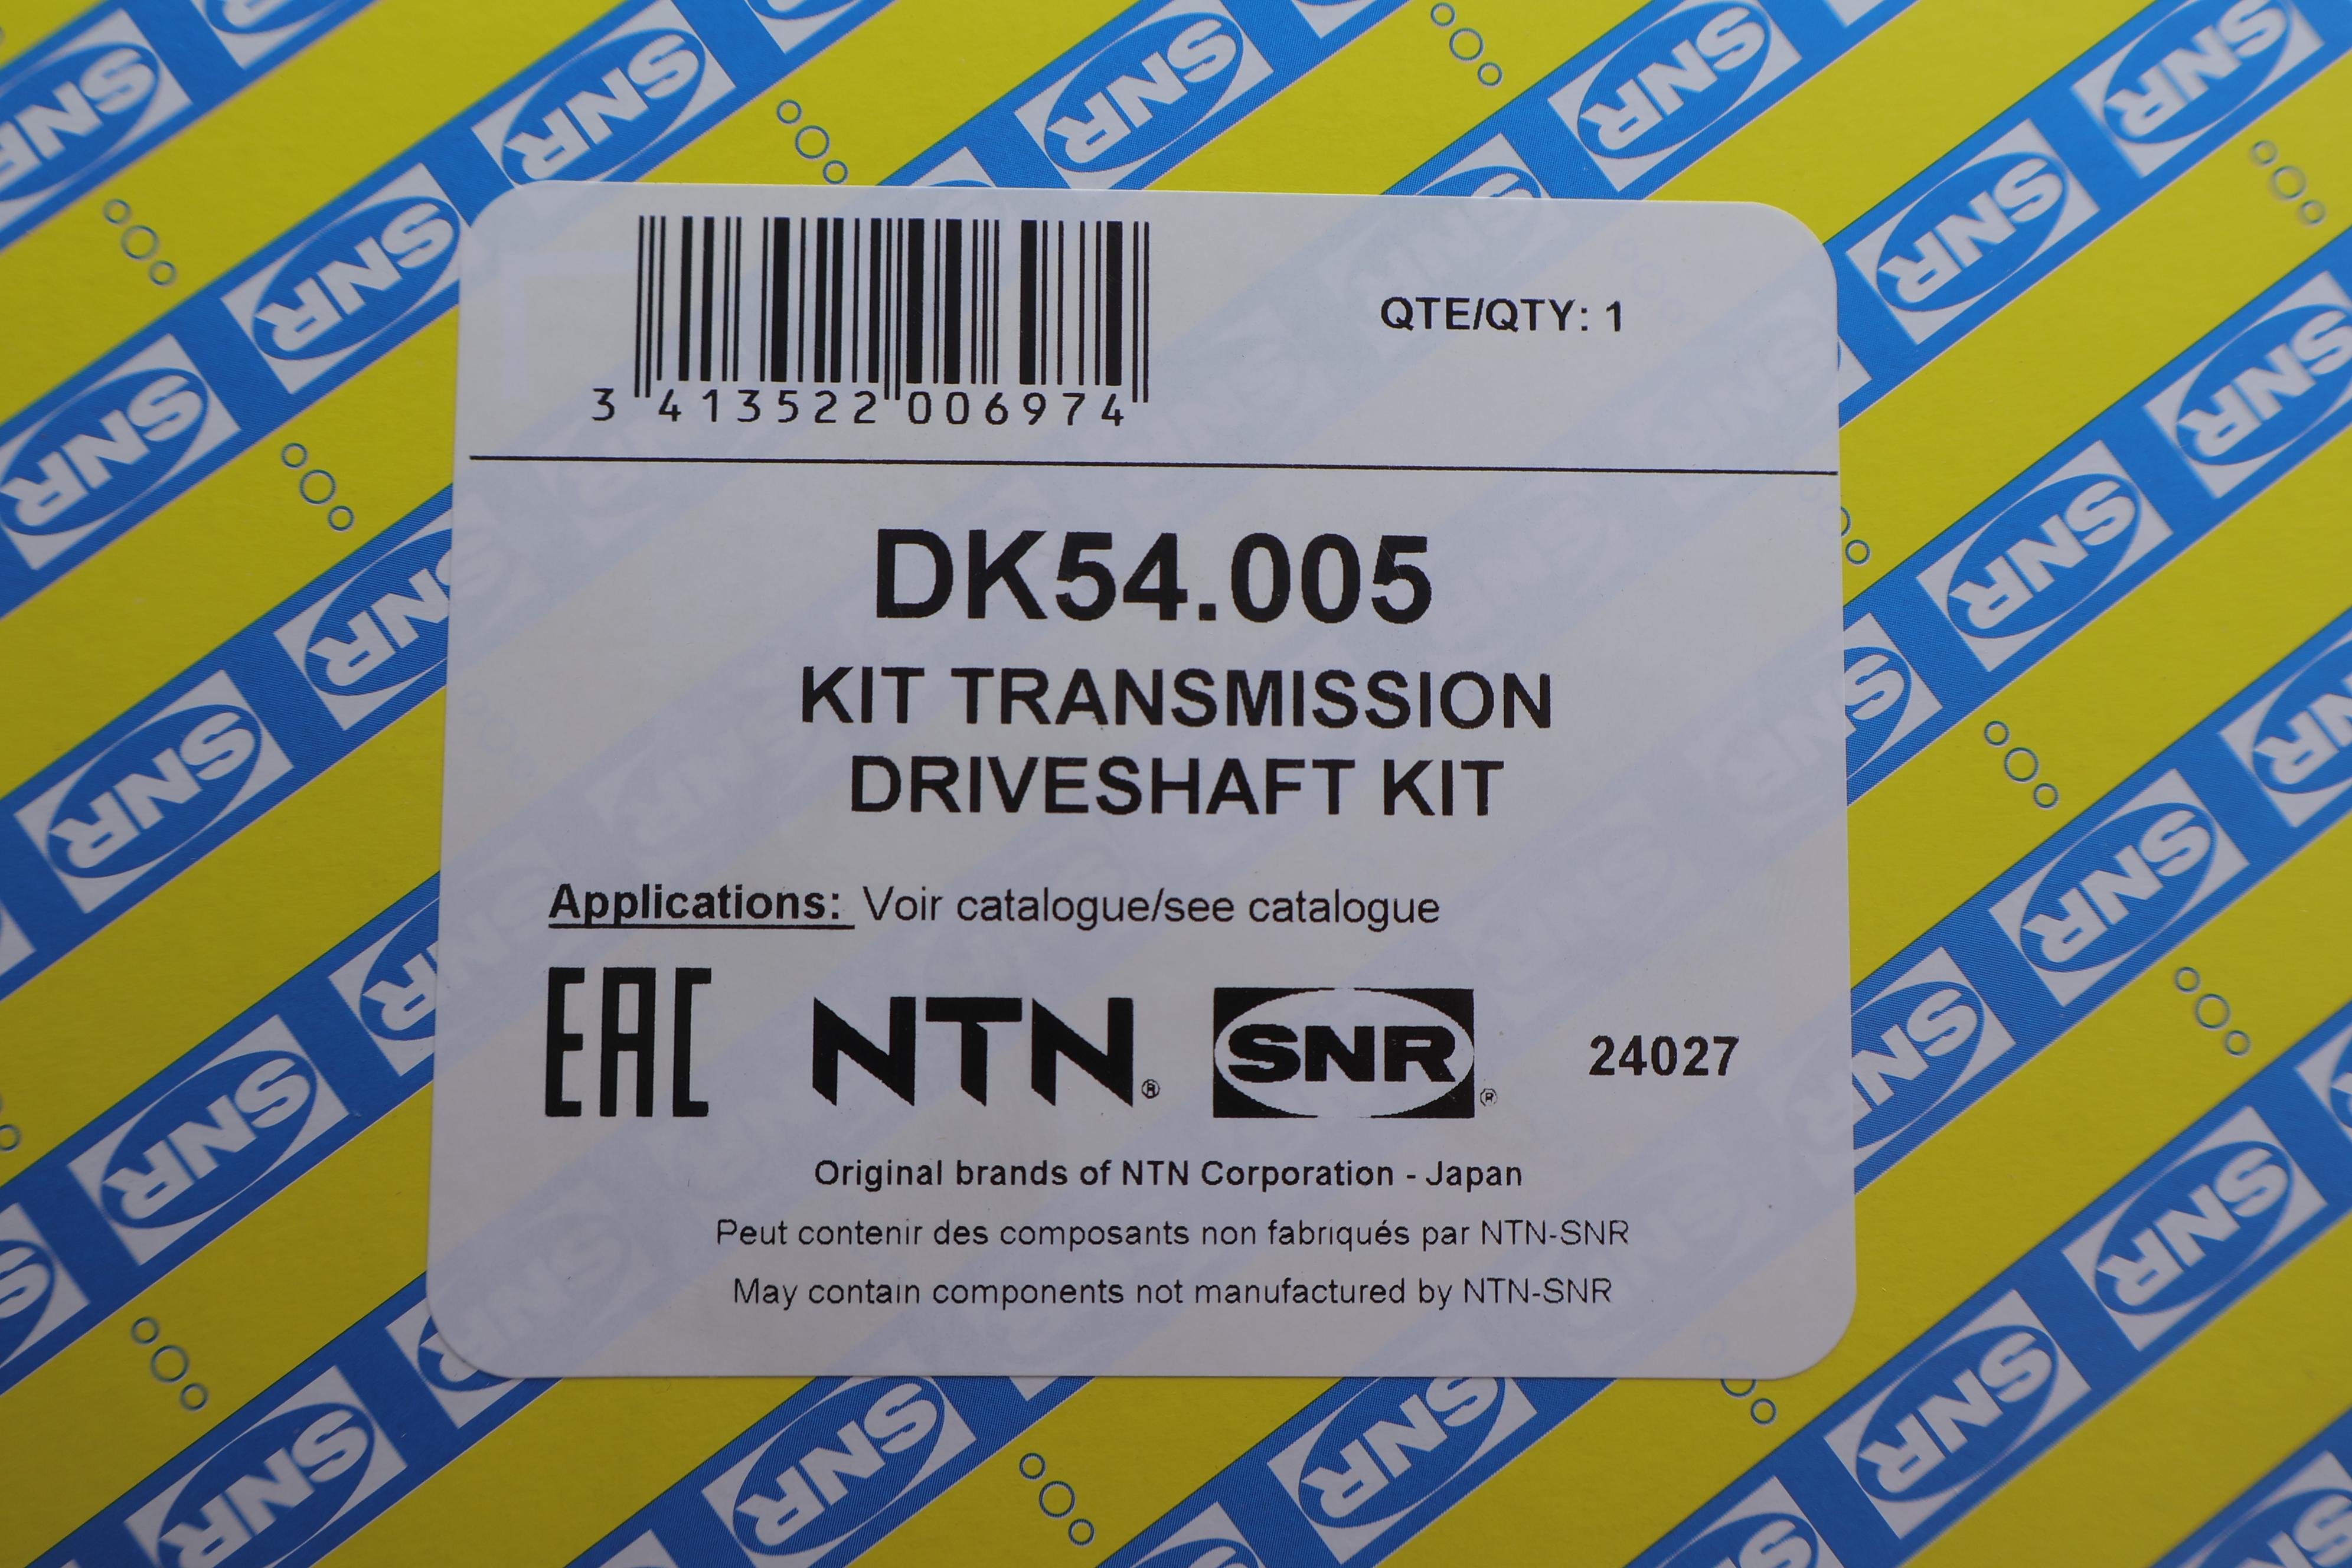 QTE/QTY: 1
3 413522 006974
DK54.005
KIT TRANSMISSION
DRIVESHAFT KIT
Applications: Voir catalogue/see catalogue
EAC NTN® SNR® 24027
Original brands of NTN Corporation - Japan
Peut contenir des composants non fabriqués par NTN-SNR
May contain components not manufactured by NTN-SNR
SNR